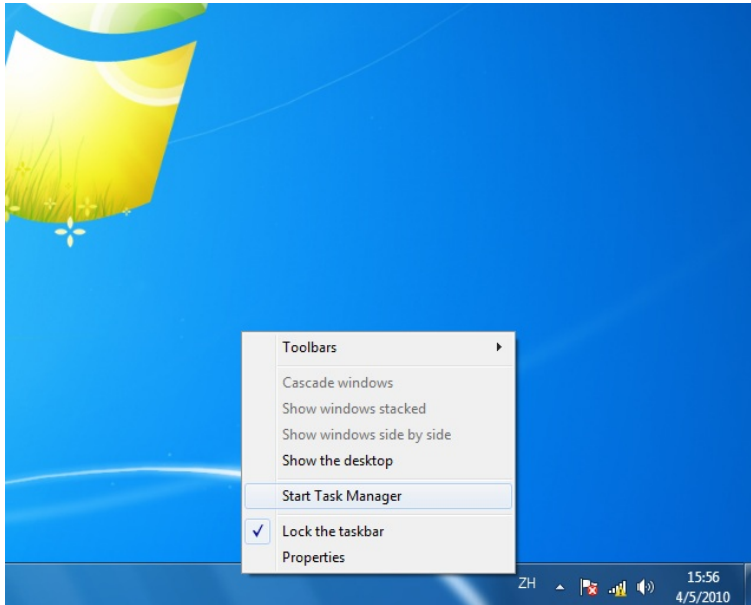 Toolbars
Cascade windows
Show windows stacked
Show windows side by side
Show the desktop
Start Task Manager
Lock the taskbar
Properties
ZH
15:56
4/5/2010